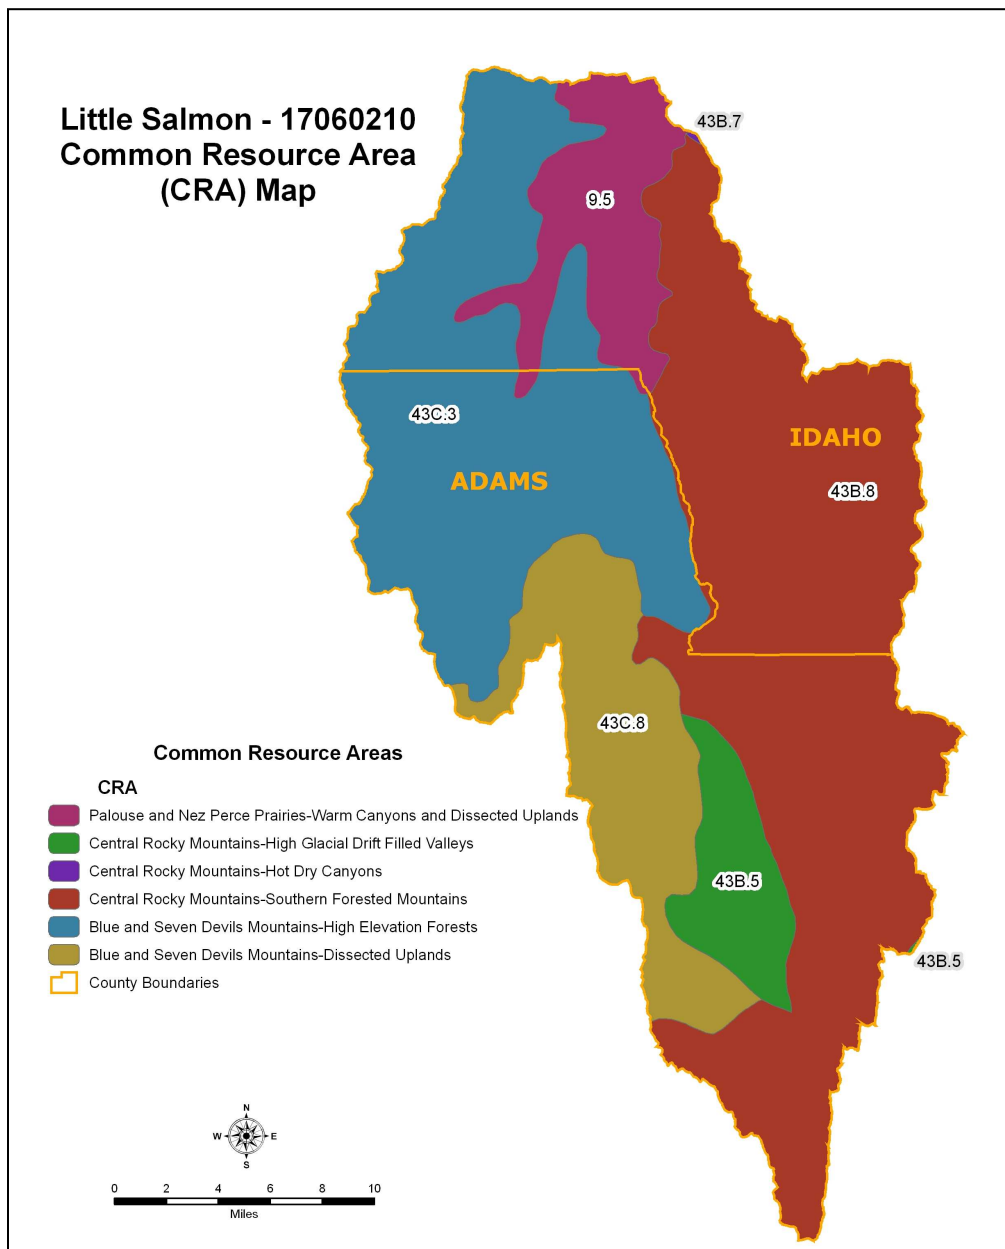 Little Salmon - 17060210
Common Resource Area
(CRA) Map
43B.7
9.5
43C.3
IDAHO
ADAMS
43B.8
43C.8
43B.5
43B.5
Common Resource Areas
CRA
Palouse and Nez Perce Prairies-Warm Canyons and Dissected Uplands
Central Rocky Mountains-High Glacial Drift Filled Valleys
Central Rocky Mountains-Hot Dry Canyons
Central Rocky Mountains-Southern Forested Mountains
Blue and Seven Devils Mountains-High Elevation Forests
Blue and Seven Devils Mountains-Dissected Uplands
County Boundaries
N
W E
S
0 2 4 6 8 10
Miles